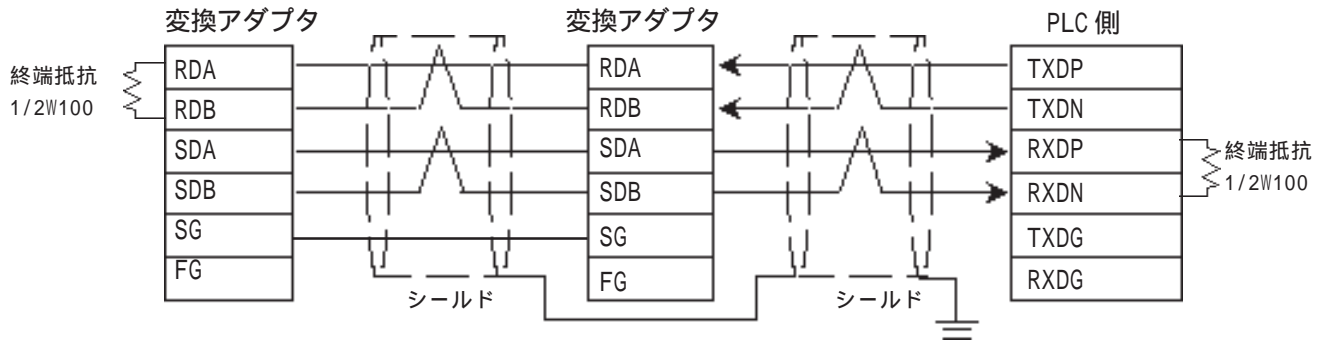 変換アダプタ
変換アダプタ
PLC 側
終端抵抗
1/2W100
RDA
RDB
SDA
SDB
SG
FG
シールド
RDA
RDB
SDA
SDB
SG
FG
シールド
TXDP
TXDN
RXDP
RXDN
TXDG
RXDG
終端抵抗
1/2W100